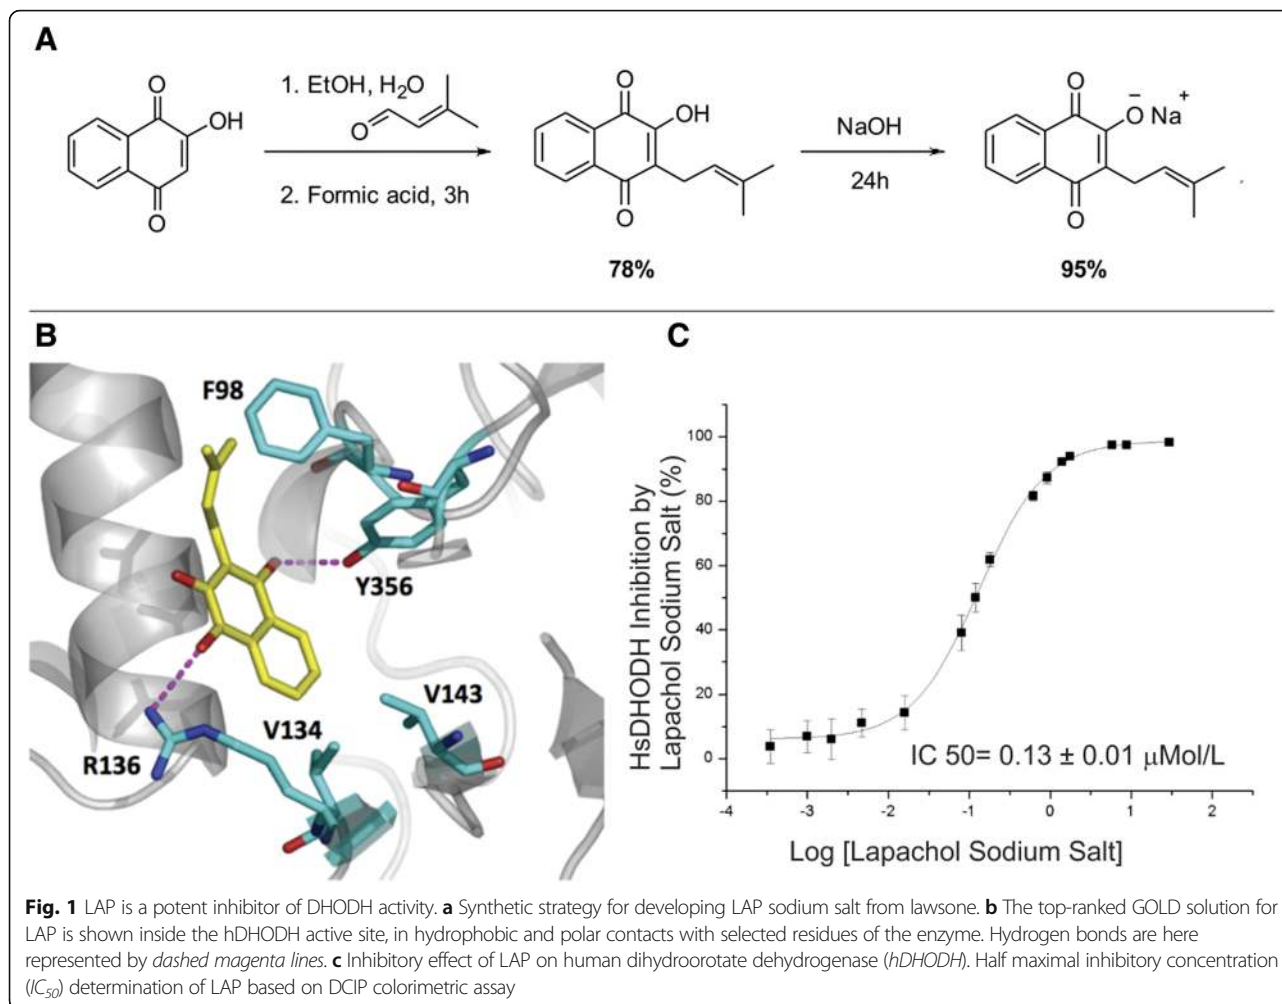 A
O
OH
O
1. EtOH, H₂O
O
2. Formic acid, 3h
O
OH
O
78%
NaOH
24h
O
O⁻ Na⁺
O
95%
B
F98
Y356
V143
V134
R136
C
HsDHODH Inhibition by
Lapachol Sodium Salt (%)
100
80
60
40
20
0
IC 50= 0.13 ± 0.01 µMol/L
-4 -3 -2 -1 0 1 2
Log [Lapachol Sodium Salt]
Fig. 1 LAP is a potent inhibitor of DHODH activity. a Synthetic strategy for developing LAP sodium salt from lawsone. b The top-ranked GOLD solution for
LAP is shown inside the hDHODH active site, in hydrophobic and polar contacts with selected residues of the enzyme. Hydrogen bonds are here
represented by dashed magenta lines. c Inhibitory effect of LAP on human dihydroorotate dehydrogenase (hDHODH). Half maximal inhibitory concentration
(IC₅₀) determination of LAP based on DCIP colorimetric assay